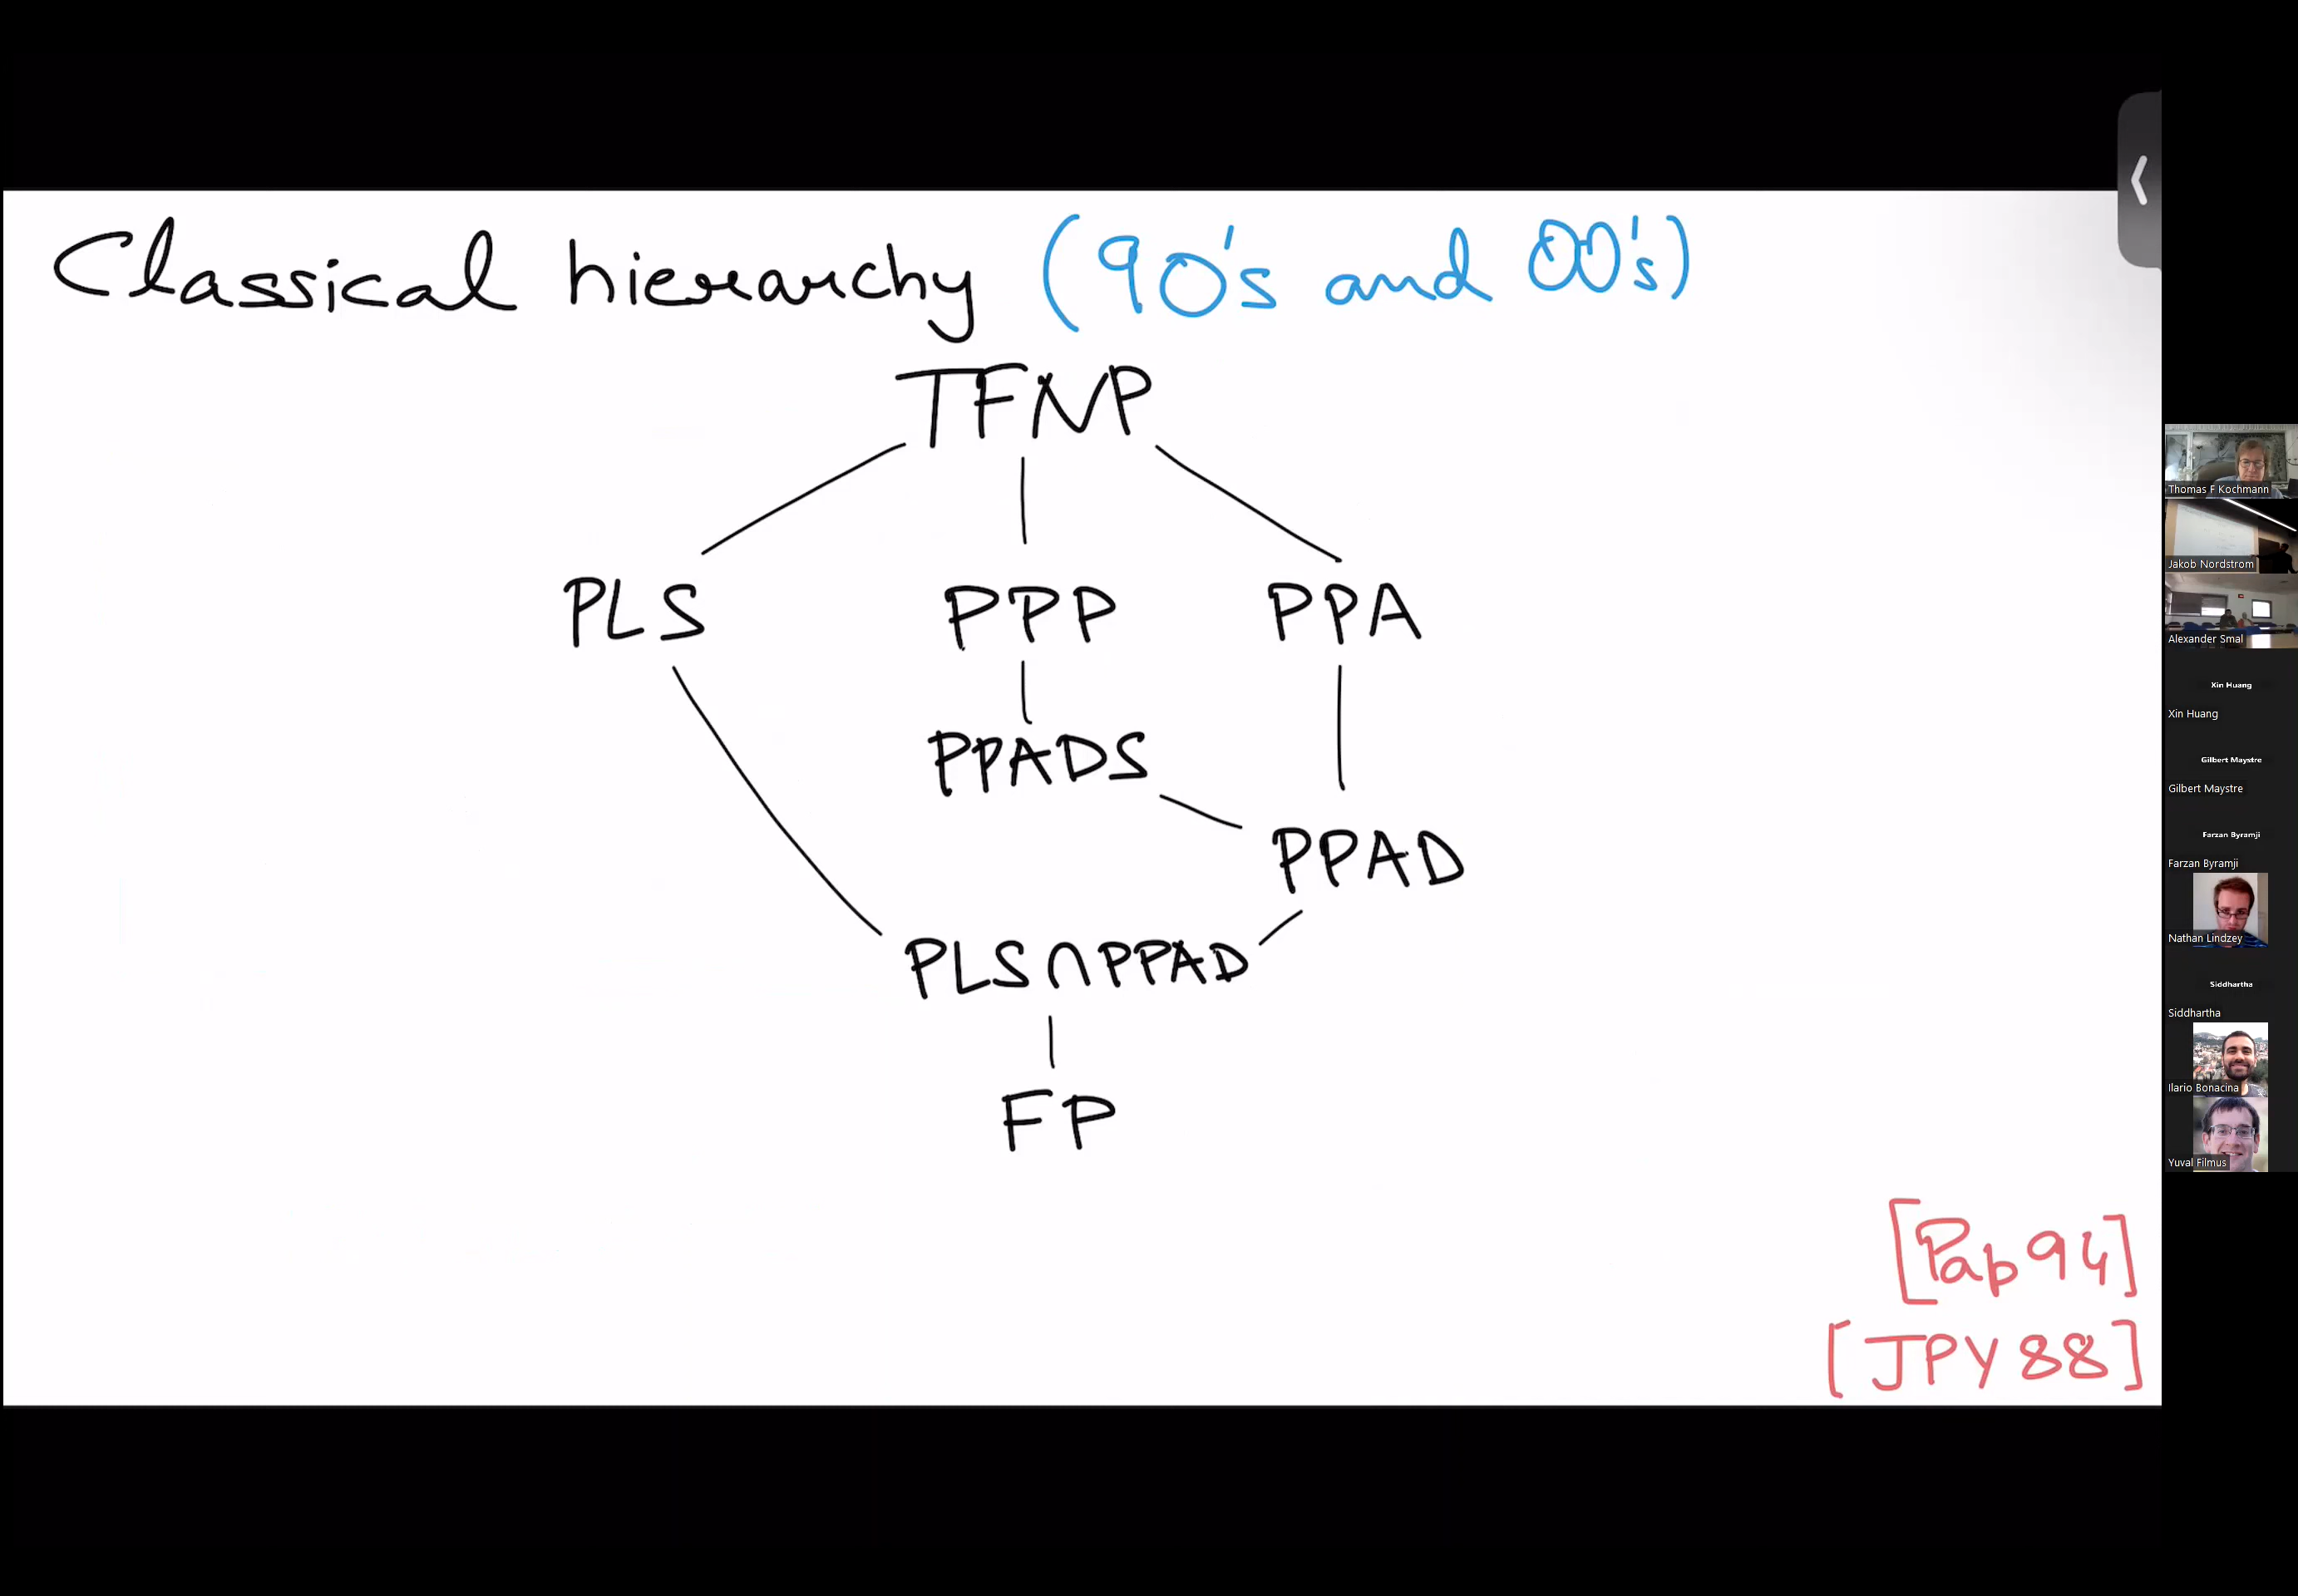 Classical hierarchy (90's and 00's)
TFNP
PLS PPP PPA
PPADS
PPAD
PLS∩PPAD
FP
[Pap94]
[JPY88]
Thomas F Kochmann
Jakob Nordstrom
Alexander Smal
Xin Huang
Xin Huang
Gilbert Maystre
Gilbert Maystre
Farzan Byramji
Farzan Byramji
Nathan Lindzey
Siddhartha
Siddhartha
Ilario Bonacina
Yuval Filmus